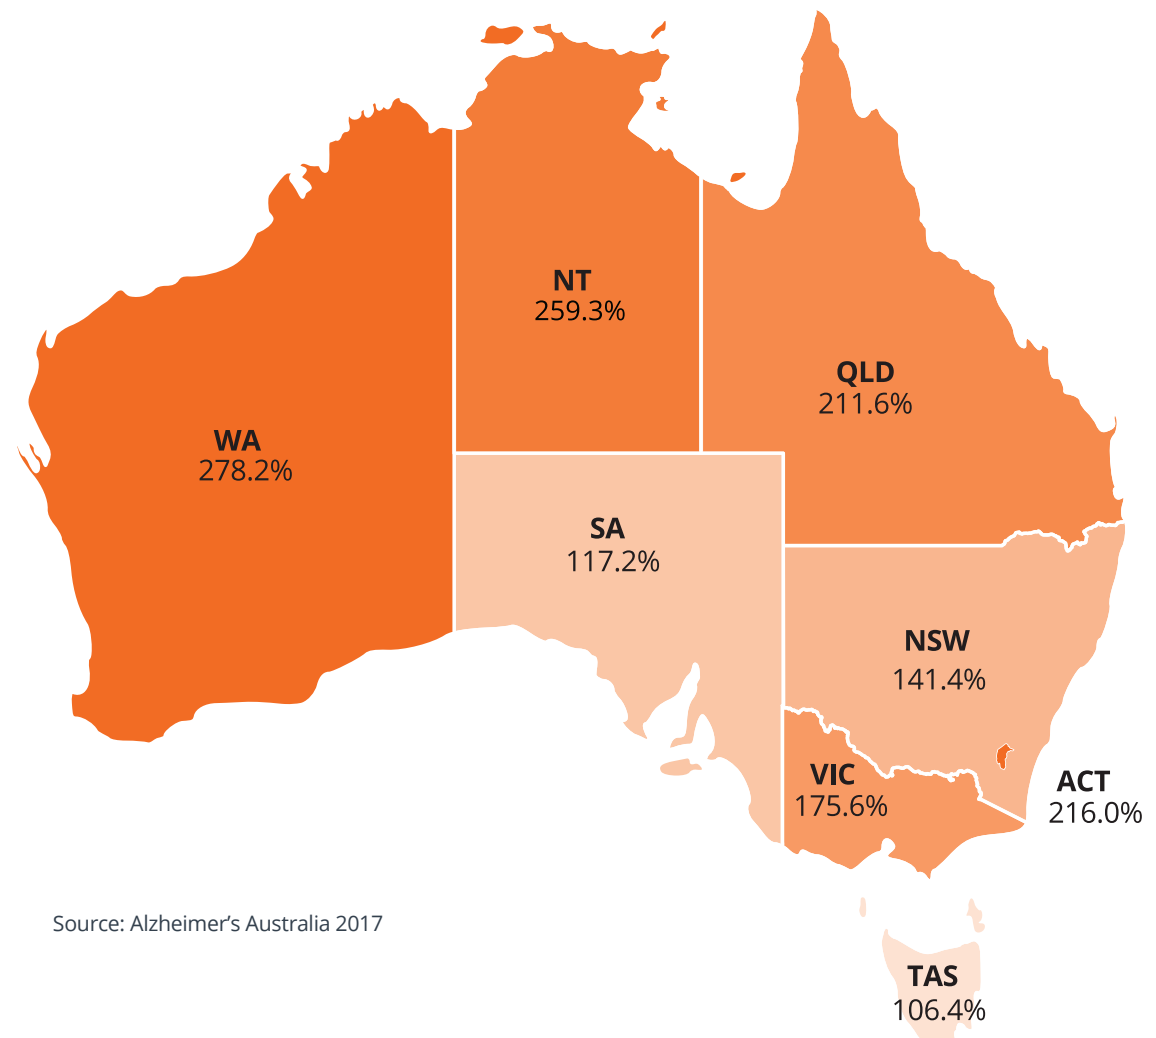 NT
259.3%
QLD
211.6%
WA
278.2%
SA
117.2%
NSW
141.4%
VIC
175.6%
ACT
216.0%
Source: Alzheimer’s Australia 2017
TAS
106.4%